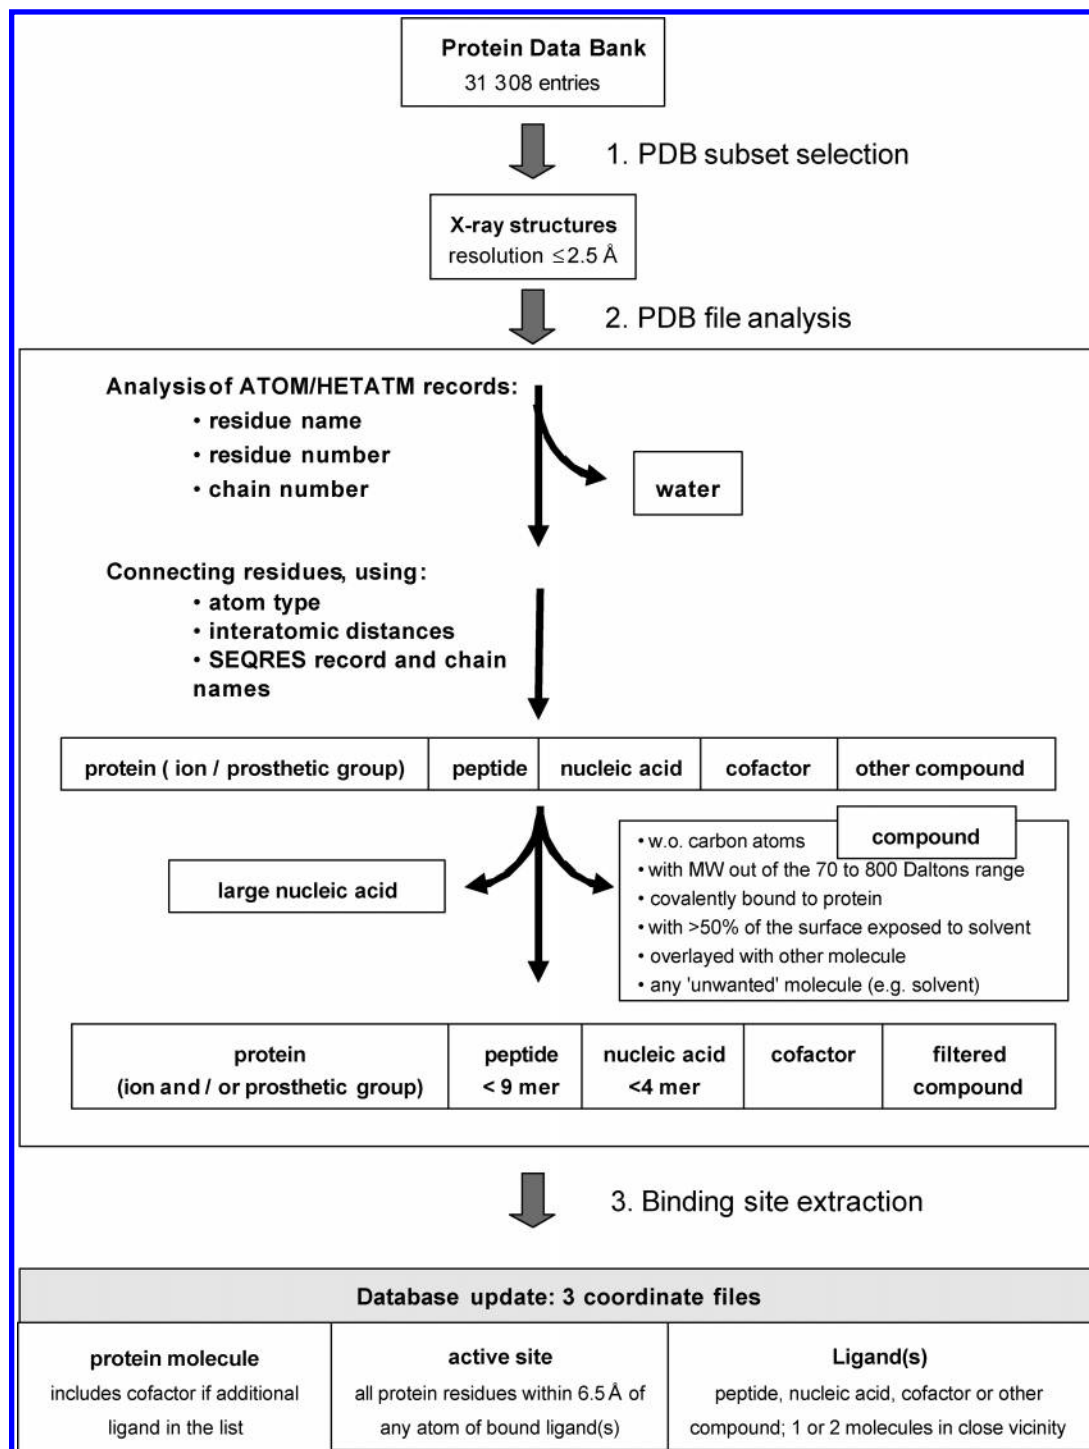 Protein Data Bank
31 308 entries
1. PDB subset selection
X-ray structures
resolution ≤2.5 Å
2. PDB file analysis
Analysis of ATOM/HETATM records:
• residue name
• residue number
• chain number
water
Connecting residues, using:
• atom type
• interatomic distances
• SEQRES record and chain
names
protein ( ion / prosthetic group) peptide nucleic acid cofactor other compound
large nucleic acid
compound
• w.o. carbon atoms
• with MW out of the 70 to 800 Daltons range
• covalently bound to protein
• with >50% of the surface exposed to solvent
• overlayed with other molecule
• any 'unwanted' molecule (e.g. solvent)
protein peptide nucleic acid cofactor filtered
(ion and / or prosthetic group) < 9 mer <4 mer compound
3. Binding site extraction
Database update: 3 coordinate files
protein molecule
includes cofactor if additional
ligand in the list
active site
all protein residues within 6.5 Å of
any atom of bound ligand(s)
Ligand(s)
peptide, nucleic acid, cofactor or other
compound; 1 or 2 molecules in close vicinity